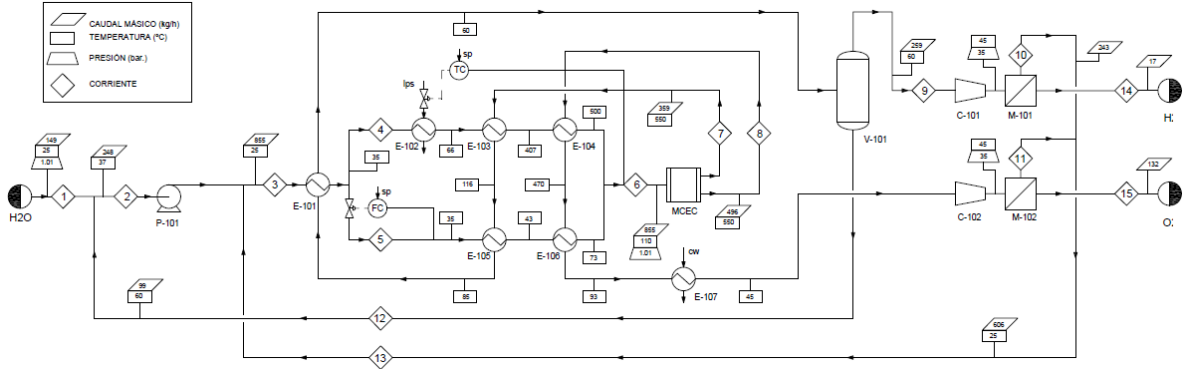 CAUDAL MÁSICO (kg/h)
TEMPERATURA (ºC)
PRESIÓN (bar.)
CORRIENTE
149
25
1.01
H2O
1
248
37
2
P-101
855
25
3
E-101
60
35
sp
FC
5
4
lps
sp
TC
E-102
66
E-103
407
E-104
500
116
470
35
E-105
43
E-106
73
85
93
6
855
110
1.01
MCEC
359
550
7
8
496
550
cw
E-107
45
V-101
259
60
9
45
35
C-101
10
M-101
243
17
14
H2
45
35
C-102
11
M-102
132
15
O
99
60
12
606
25
13